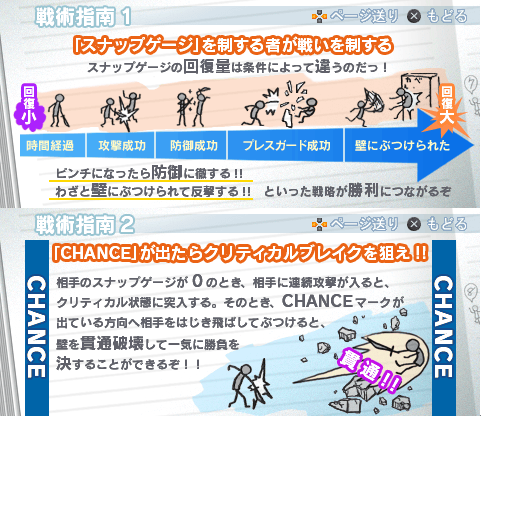 戦術指南1
ページ送り もどる
「スナップゲージ」を制する者が戦いを制する
スナップゲージの回復量は条件によって違うのだっ！
回復小
回復大
時間経過 攻撃成功 防御成功 プレスガード成功 壁にぶつけられた
ピンチになったら防御に徹する!!
わざと壁にぶつけられて反撃する!! といった戦略が勝利につながるぞ
戦術指南2
ページ送り もどる
「CHANCE」が出たらクリティカルブレイクを狙え!!
CHANCE
相手のスナップゲージが0のとき、相手に連続攻撃が入ると、
クリティカル状態に突入する。そのとき、CHANCEマークが
出ている方向へ相手をはじき飛ばしてぶつけると、
壁を貫通破壊して一気に勝負を
決することができるぞ！！
貫通!!
CHANCE